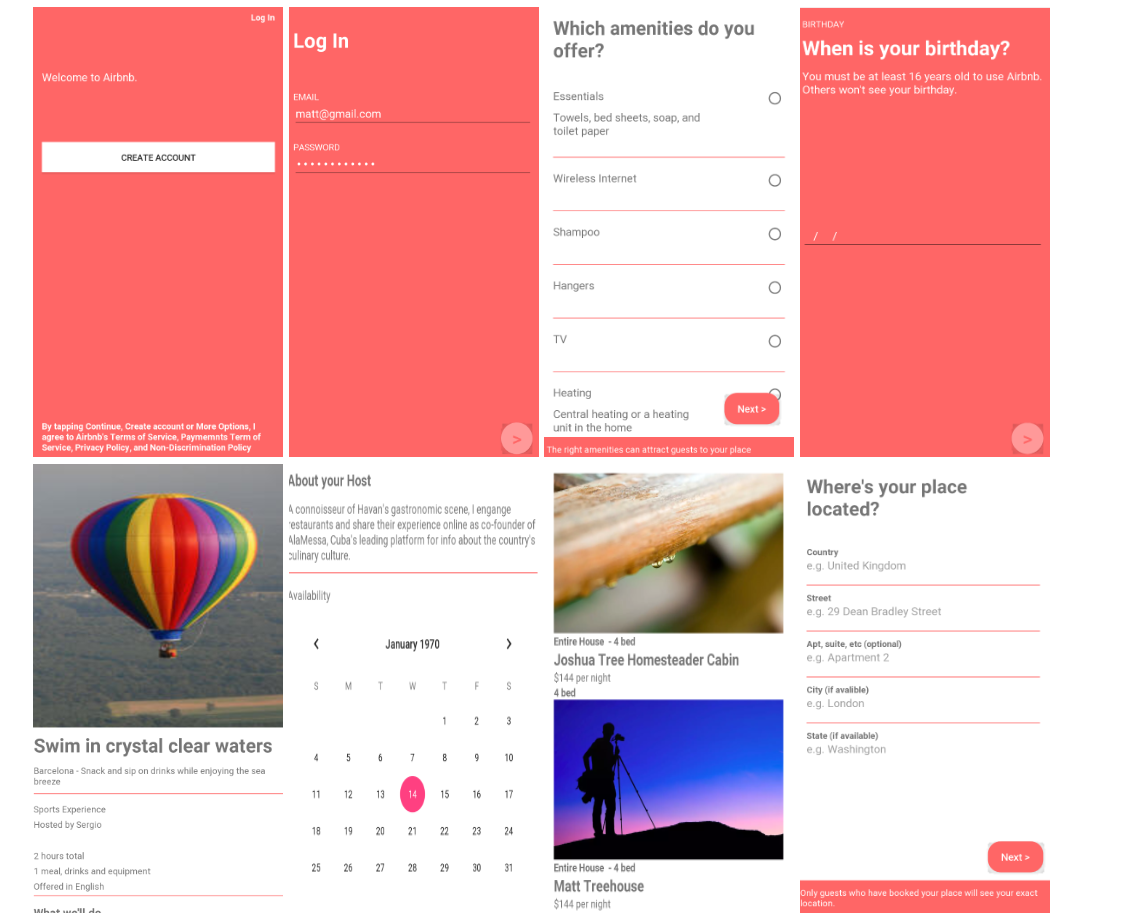 Log In
Welcome to Airbnb.
CREATE ACCOUNT
By tapping Continue, Create account or More Options, I
agree to Airbnb's Terms of Service, Paymemnts Term of
Service, Privacy Policy, and Non-Discrimination Policy
Log In
EMAIL
matt@gmail.com
PASSWORD
••••••••••••
>
Which amenities do you
offer?
Essentials
Towels, bed sheets, soap, and
toilet paper
Wireless Internet
Shampoo
Hangers
TV
Heating
Central heating or a heating
unit in the home
Next >
The right amenities can attract guests to your place
BIRTHDAY
When is your birthday?
You must be at least 16 years old to use Airbnb.
Others won't see your birthday.
/ /
>
Swim in crystal clear waters
Barcelona - Snack and sip on drinks while enjoying the sea
breeze
Sports Experience
Hosted by Sergio
2 hours total
1 meal, drinks and equipment
Offered in English
What we'll do
About your Host
A connoisseur of Havan's gastronomic scene, I engange
restaurants and share their experience online as co-founder of
AlaMessa, Cuba's leading platform for info about the country's
culinary culture.
Availability
< January 1970 >
S M T W T F S
1 2 3
4 5 6 7 8 9 10
11 12 13 14 15 16 17
18 19 20 21 22 23 24
25 26 27 28 29 30 31
Entire House - 4 bed
Joshua Tree Homesteader Cabin
$144 per night
4 bed
Entire House - 4 bed
Matt Treehouse
$144 per night
Where's your place
located?
Country
e.g. United Kingdom
Street
e.g. 29 Dean Bradley Street
Apt, suite, etc (optional)
e.g. Apartment 2
City (if avalible)
e.g. London
State (if available)
e.g. Washington
Next >
Only guests who have booked your place will see your exact
location.